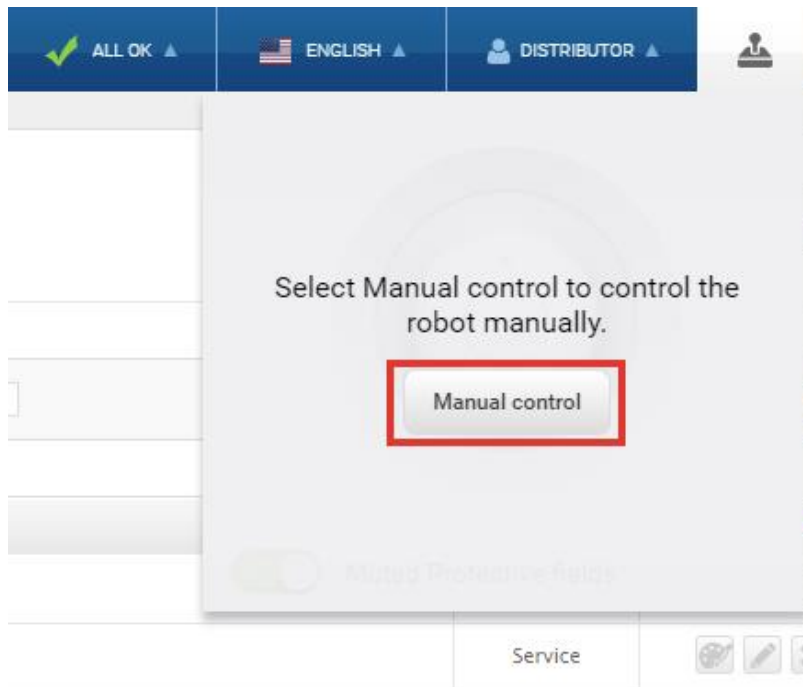 ALL OK
ENGLISH
DISTRIBUTOR
Select Manual control to control the
robot manually.
Manual control
Muted Protective fields
Service